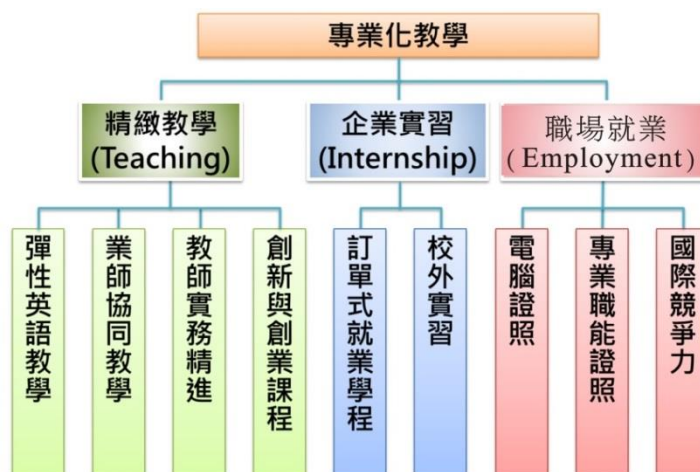 專業化教學
精緻教學
(Teaching)
企業實習
(Internship)
職場就業
( Employment)
彈性英語教學
業師協同教學
教師實務精進
創新與創業課程
訂單式就業學程
校外實習
電腦證照
專業職能證照
國際競爭力